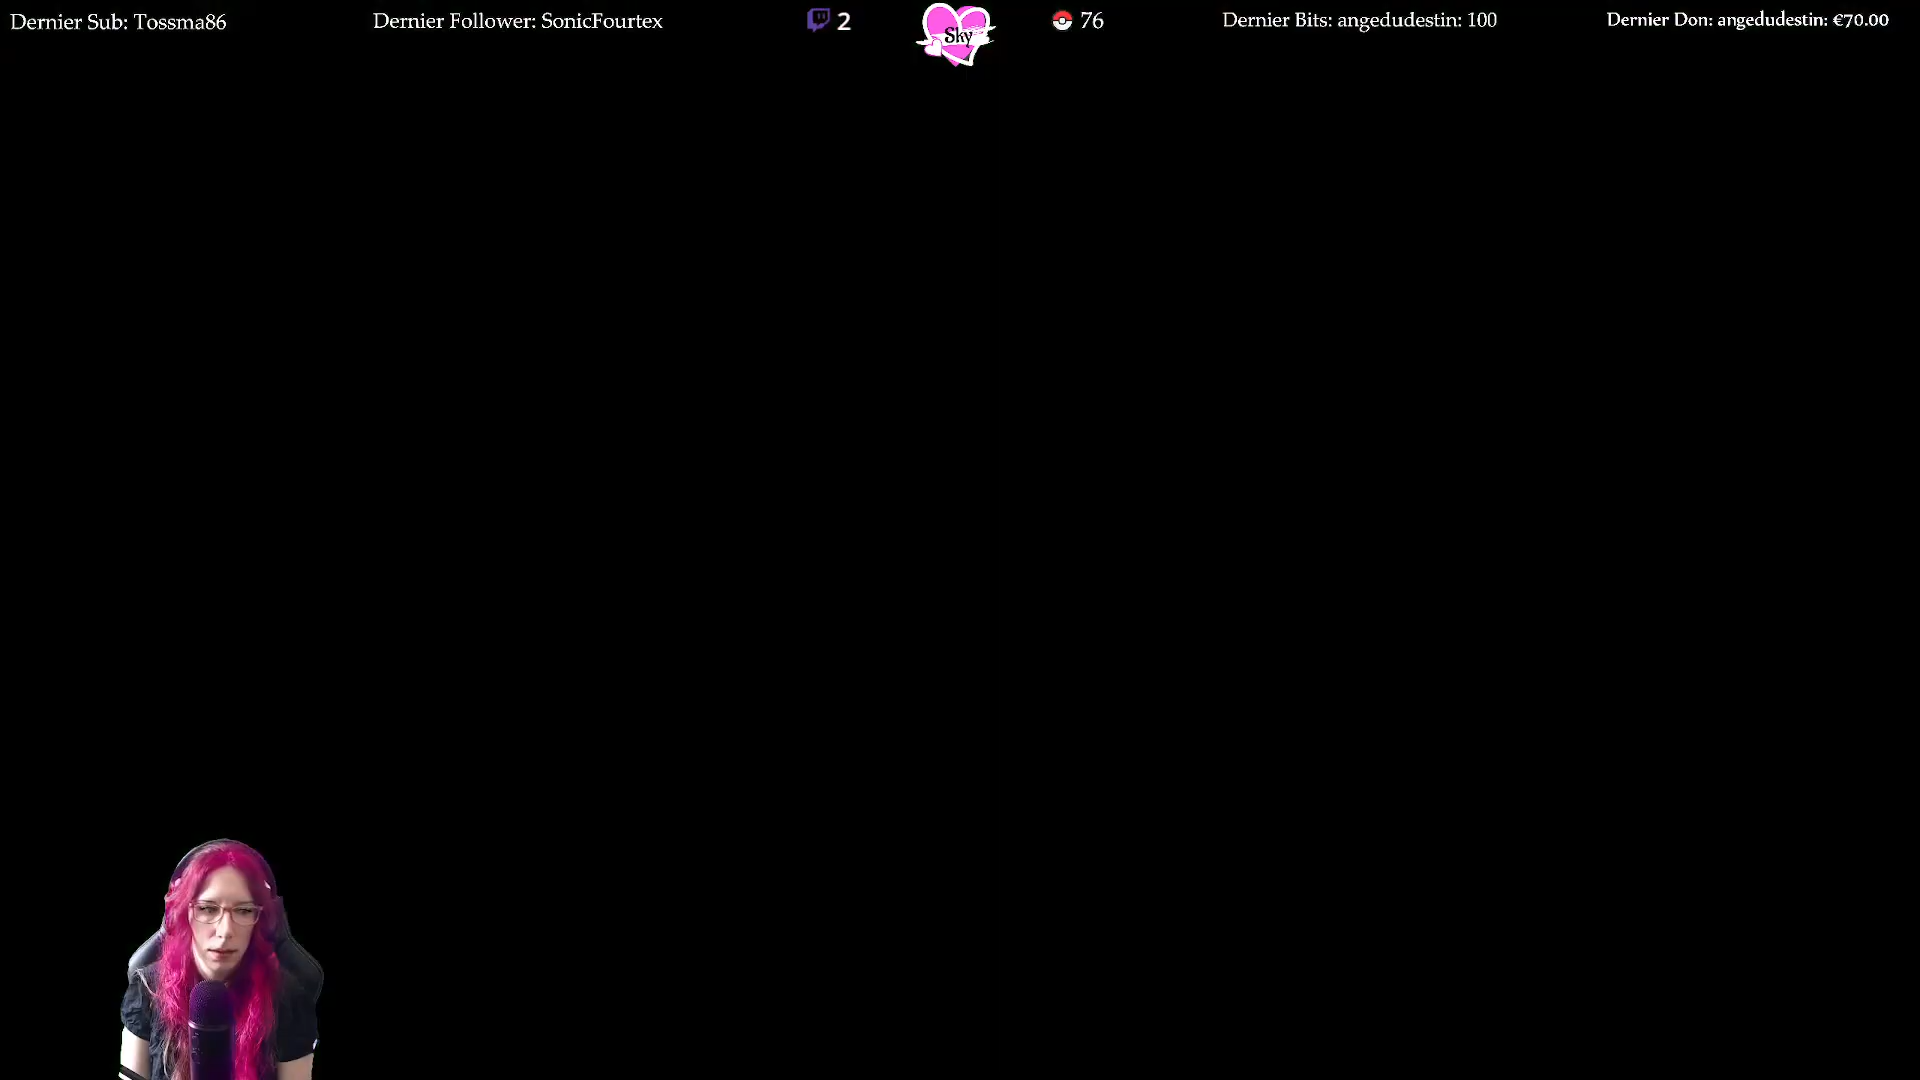 Dernier Sub: Tossma86
Dernier Follower: SonicFourtex
2
Sky
76
Dernier Bits: angedudestin: 100
Dernier Don: angedudestin: €70.00